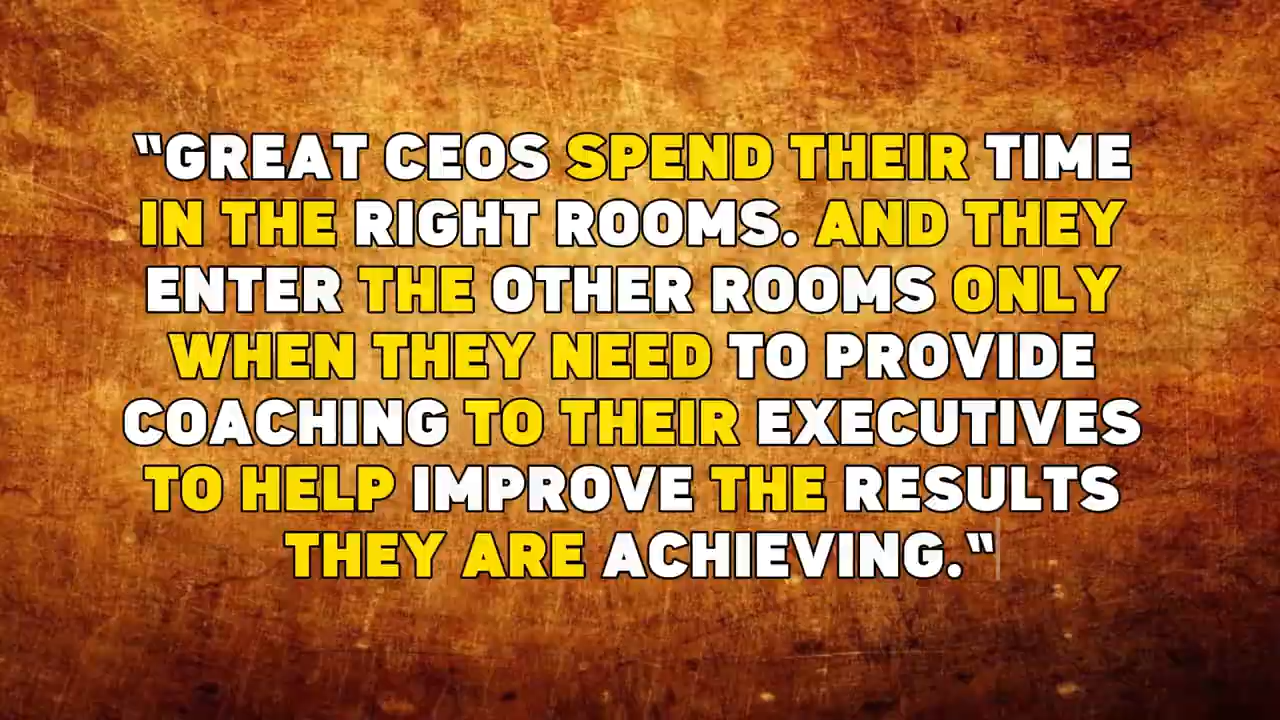 “GREAT CEOS SPEND THEIR TIME
IN THE RIGHT ROOMS. AND THEY
ENTER THE OTHER ROOMS ONLY
WHEN THEY NEED TO PROVIDE
COACHING TO THEIR EXECUTIVES
TO HELP IMPROVE THE RESULTS
THEY ARE ACHIEVING.“